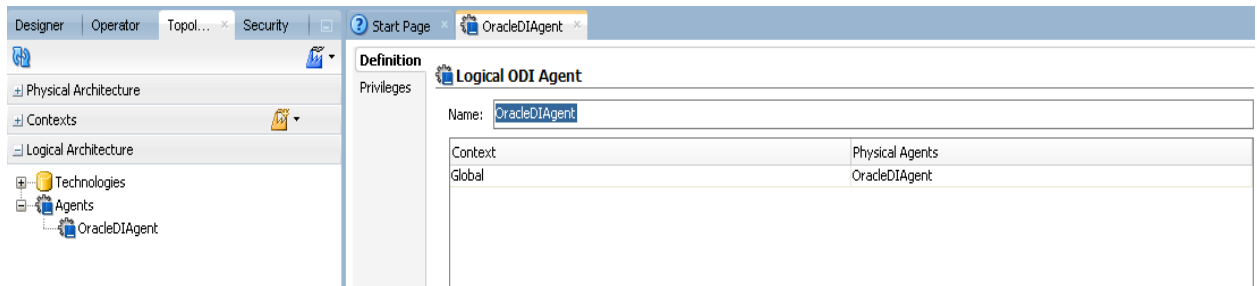 Designer Operator Topol... Security
Start Page OracleDIAgent
Definition
Privileges
Physical Architecture
Contexts
Logical Architecture
Technologies
Agents
OracleDIAgent
Logical ODI Agent
Name: OracleDIAgent
Context Physical Agents
Global OracleDIAgent